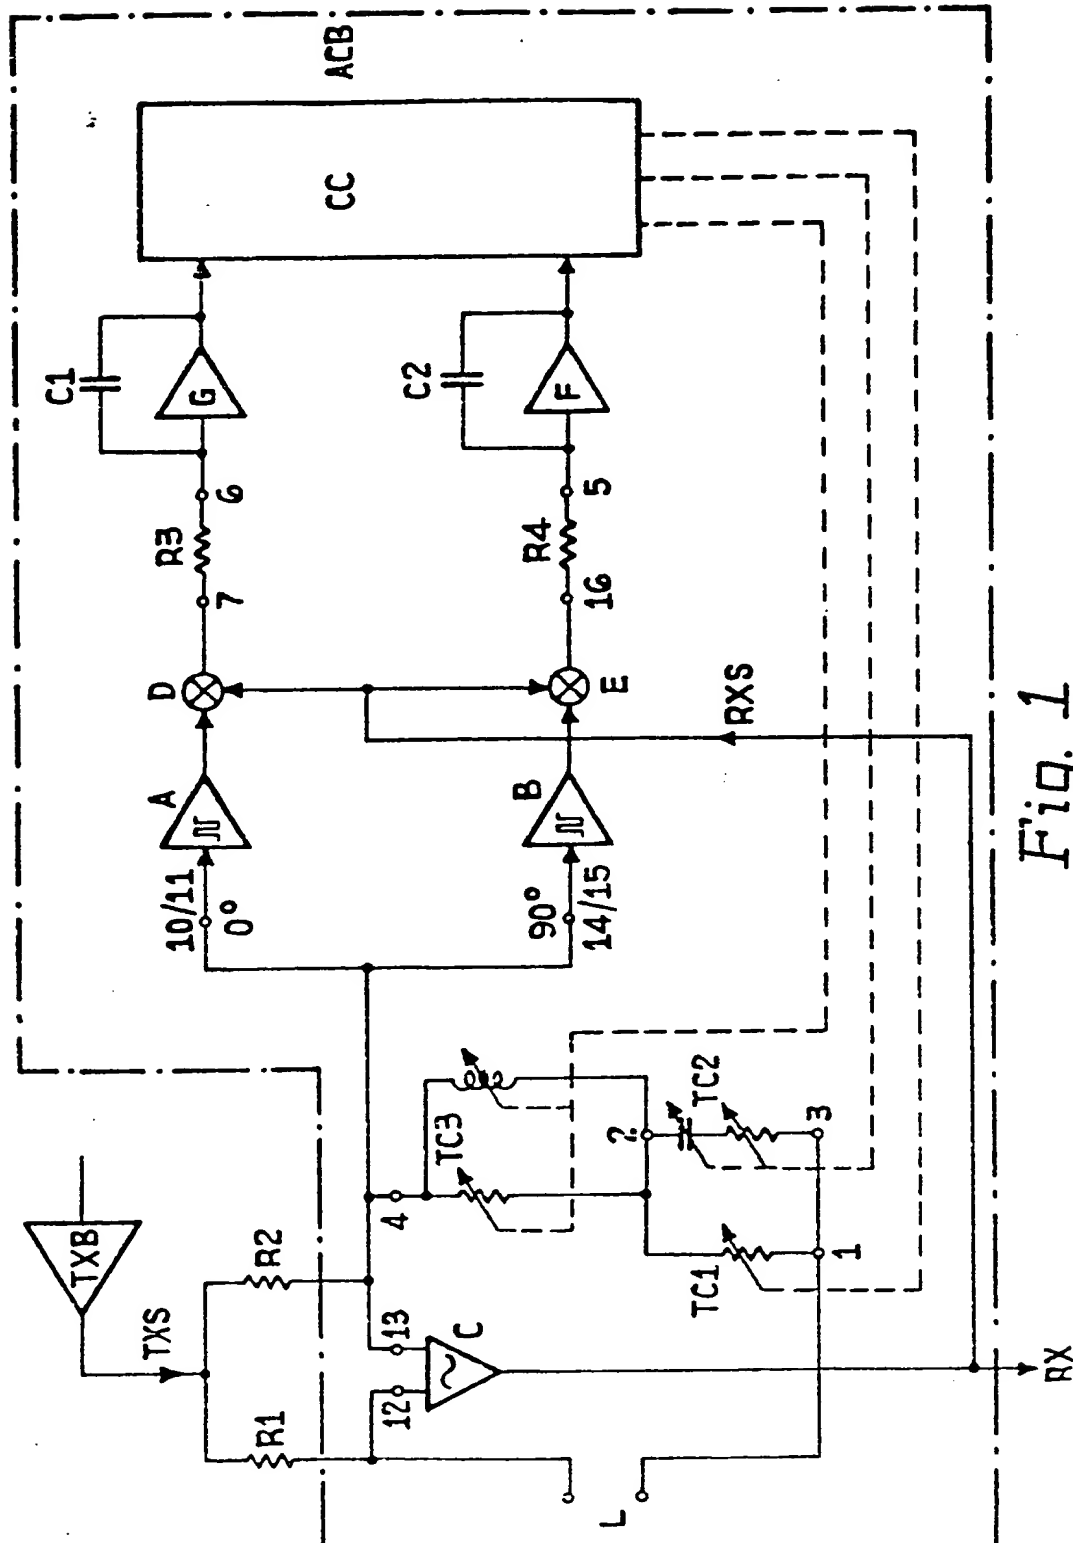 ACB
CC
C1
G
C2
F
R3
6
7
R4
5
16
D
E
RXS
A
B
10/11
0°
90°
14/15
TXB
TXS
R1
R2
12
13
C
4
TC3
2
TC1
TC2
1
3
L
RX
Fig. 1